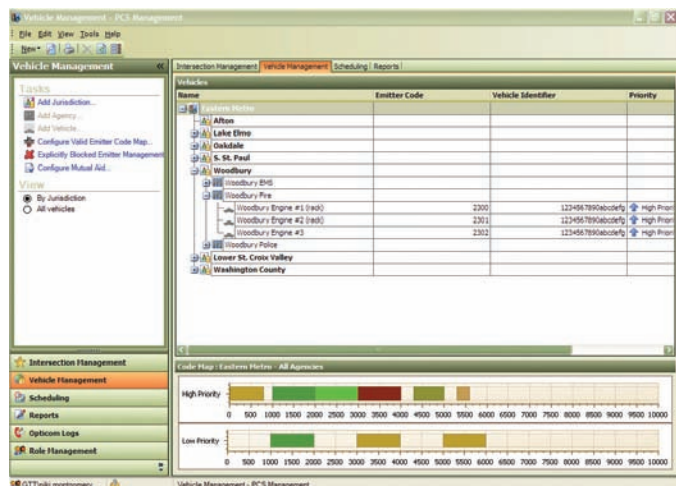 Vehicle Management - PCS Management
File Edit View Tools Help
New
Vehicle Management
Tasks
Add Jurisdiction...
Add Agency...
Add Vehicle...
Configure Valid Emitter Code Map...
Explicitly Blocked Emitter Management
Configure Mutual Aid...
View
By Jurisdiction
All vehicles
Intersection Management
Vehicle Management
Scheduling
Reports
Opticom Logs
Role Management
Intersection Management Vehicle Management Scheduling Reports
Vehicles
Name Emitter Code Vehicle Identifier Priority
Eastern Metro
Afton
Lake Elmo
Oakdale
S. St. Paul
Woodbury
Woodbury EMS
Woodbury Fire
Woodbury Engine #1 (rack) 2300 1234567890abcdefg High Priori
Woodbury Engine #2 (rack) 2301 1234567890abcdefg High Priori
Woodbury Engine #3 2302 1234567890abcdefg High Priori
Woodbury Police
Lower St. Croix Valley
Washington County
Code Map : Eastern Metro - All Agencies
High Priority
0 500 1000 1500 2000 2500 3000 3500 4000 4500 5000 5500 6000 6500 7000 7500 8000 8500 9000 9500 10000
Low Priority
0 500 1000 1500 2000 2500 3000 3500 4000 4500 5000 5500 6000 6500 7000 7500 8000 8500 9000 9500 10000
Vehicle Management - PCS Management